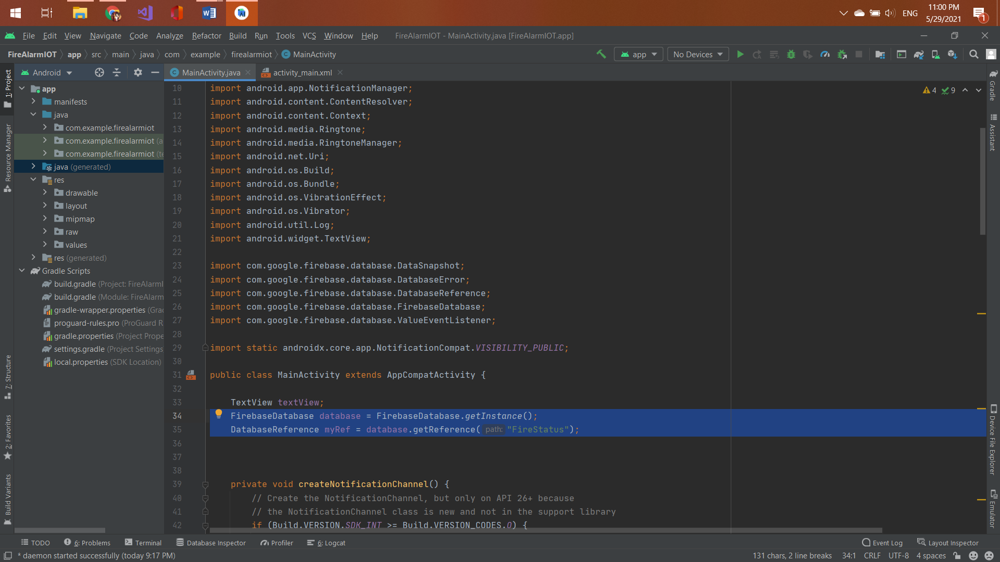 ENG
11:00 PM
5/29/2021
1
File Edit View Navigate Code Analyze Refactor Build Run Tools VCS Window Help FireAlarmIOT - MainActivity.java [FireAlarmIOT.app]
FireAlarmIOT app src main java com example firealarmiot MainActivity app No Devices
Android MainActivity.java activity_main.xml
1: Project
Resource Manager
7: Structure
2: Favorites
Build Variants
app
manifests
java
com.example.firealarmiot
com.example.firealarmiot (a
com.example.firealarmiot (te
java (generated)
res
drawable
layout
mipmap
raw
values
res (generated)
Gradle Scripts
build.gradle (Project: FireAlarmI
build.gradle (Module: FireAlarm
gradle-wrapper.properties (Grad
proguard-rules.pro (ProGuard R
gradle.properties (Project Prope
settings.gradle (Project Settings
local.properties (SDK Location)
4 9
10 import android.app.NotificationManager;
11 import android.content.ContentResolver;
12 import android.content.Context;
13 import android.media.Ringtone;
14 import android.media.RingtoneManager;
15 import android.net.Uri;
16 import android.os.Build;
17 import android.os.Bundle;
18 import android.os.VibrationEffect;
19 import android.os.Vibrator;
20 import android.util.Log;
21 import android.widget.TextView;
22
23 import com.google.firebase.database.DataSnapshot;
24 import com.google.firebase.database.DatabaseError;
25 import com.google.firebase.database.DatabaseReference;
26 import com.google.firebase.database.FirebaseDatabase;
27 import com.google.firebase.database.ValueEventListener;
28
29 import static androidx.core.app.NotificationCompat.VISIBILITY_PUBLIC;
30
31 public class MainActivity extends AppCompatActivity {
32
33 TextView textView;
34 FirebaseDatabase database = FirebaseDatabase.getInstance();
35 DatabaseReference myRef = database.getReference( path: "FireStatus");
36
37
38
39 private void createNotificationChannel() {
40 // Create the NotificationChannel, but only on API 26+ because
41 // the NotificationChannel class is new and not in the support library
42 if (Build.VERSION.SDK_INT >= Build.VERSION_CODES.O) {
Gradle
Assistant
Device File Explorer
Emulator
TODO 6: Problems Terminal Database Inspector Profiler 6: Logcat Event Log Layout Inspector
* daemon started successfully (today 9:17 PM) 131 chars, 2 line breaks 34:1 CRLF UTF-8 4 spaces